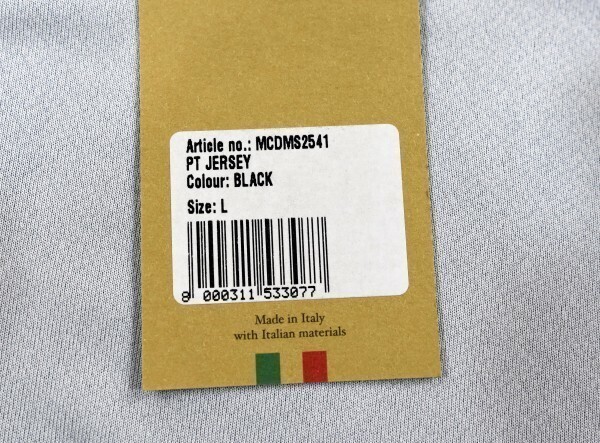 Article no.: MCDMS2541
PT JERSEY
Colour: BLACK
Size: L
8 000311 533077
Made in Italy
with Italian materials